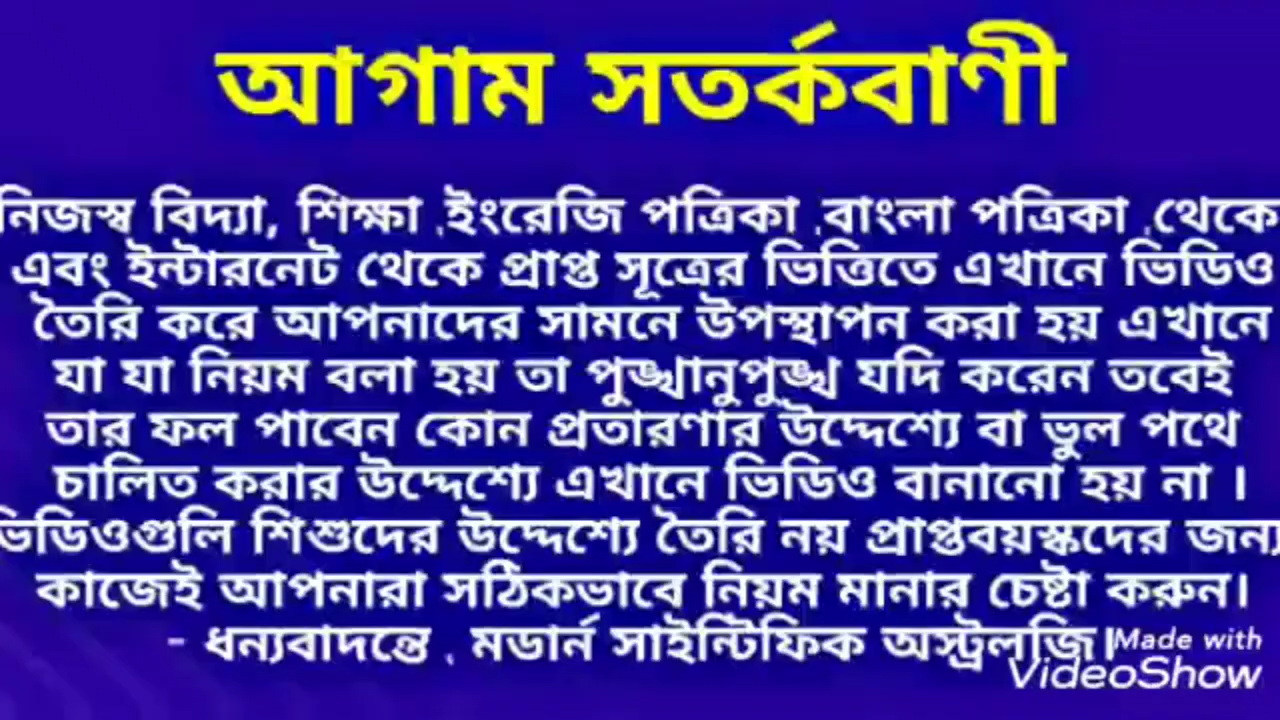 আগাম সতর্কবাণী
নিজস্ব বিদ্যা, শিক্ষা ,ইংরেজি পত্রিকা ,বাংলা পত্রিকা ,থেকে
এবং ইন্টারনেট থেকে প্রাপ্ত সূত্রের ভিত্তিতে এখানে ভিডিও
তৈরি করে আপনাদের সামনে উপস্থাপন করা হয় এখানে
যা যা নিয়ম বলা হয় তা পুঙ্খানুপুঙ্খ যদি করেন তবেই
তার ফল পাবেন কোন প্রতারণার উদ্দেশ্যে বা ভুল পথে
চালিত করার উদ্দেশ্যে এখানে ভিডিও বানানো হয় না ।
ভিডিওগুলি শিশুদের উদ্দেশ্যে তৈরি নয় প্রাপ্তবয়স্কদের জন্য
কাজেই আপনারা সঠিকভাবে নিয়ম মানার চেষ্টা করুন।
- ধন্যবাদন্তে , মডার্ন সাইন্টিফিক অস্ট্রলজি।
Made with
VideoShow